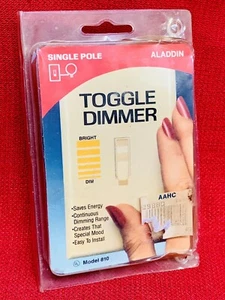 SINGLE POLE
ALADDIN
TOGGLE
DIMMER
BRIGHT
DIM
AAHC
•Saves Energy
•Continuous
Dimming Range
•Creates That
Special Mood
•Easy To Install
Model 810